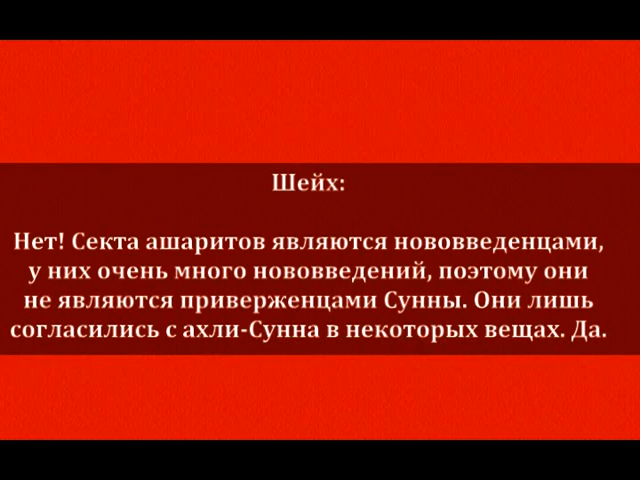 Шейх:
Нет! Секта ашаритов являются нововведенцами,
у них очень много нововведений, поэтому они
не являются приверженцами Сунны. Они лишь
согласились с ахли-Сунна в некоторых вещах. Да.